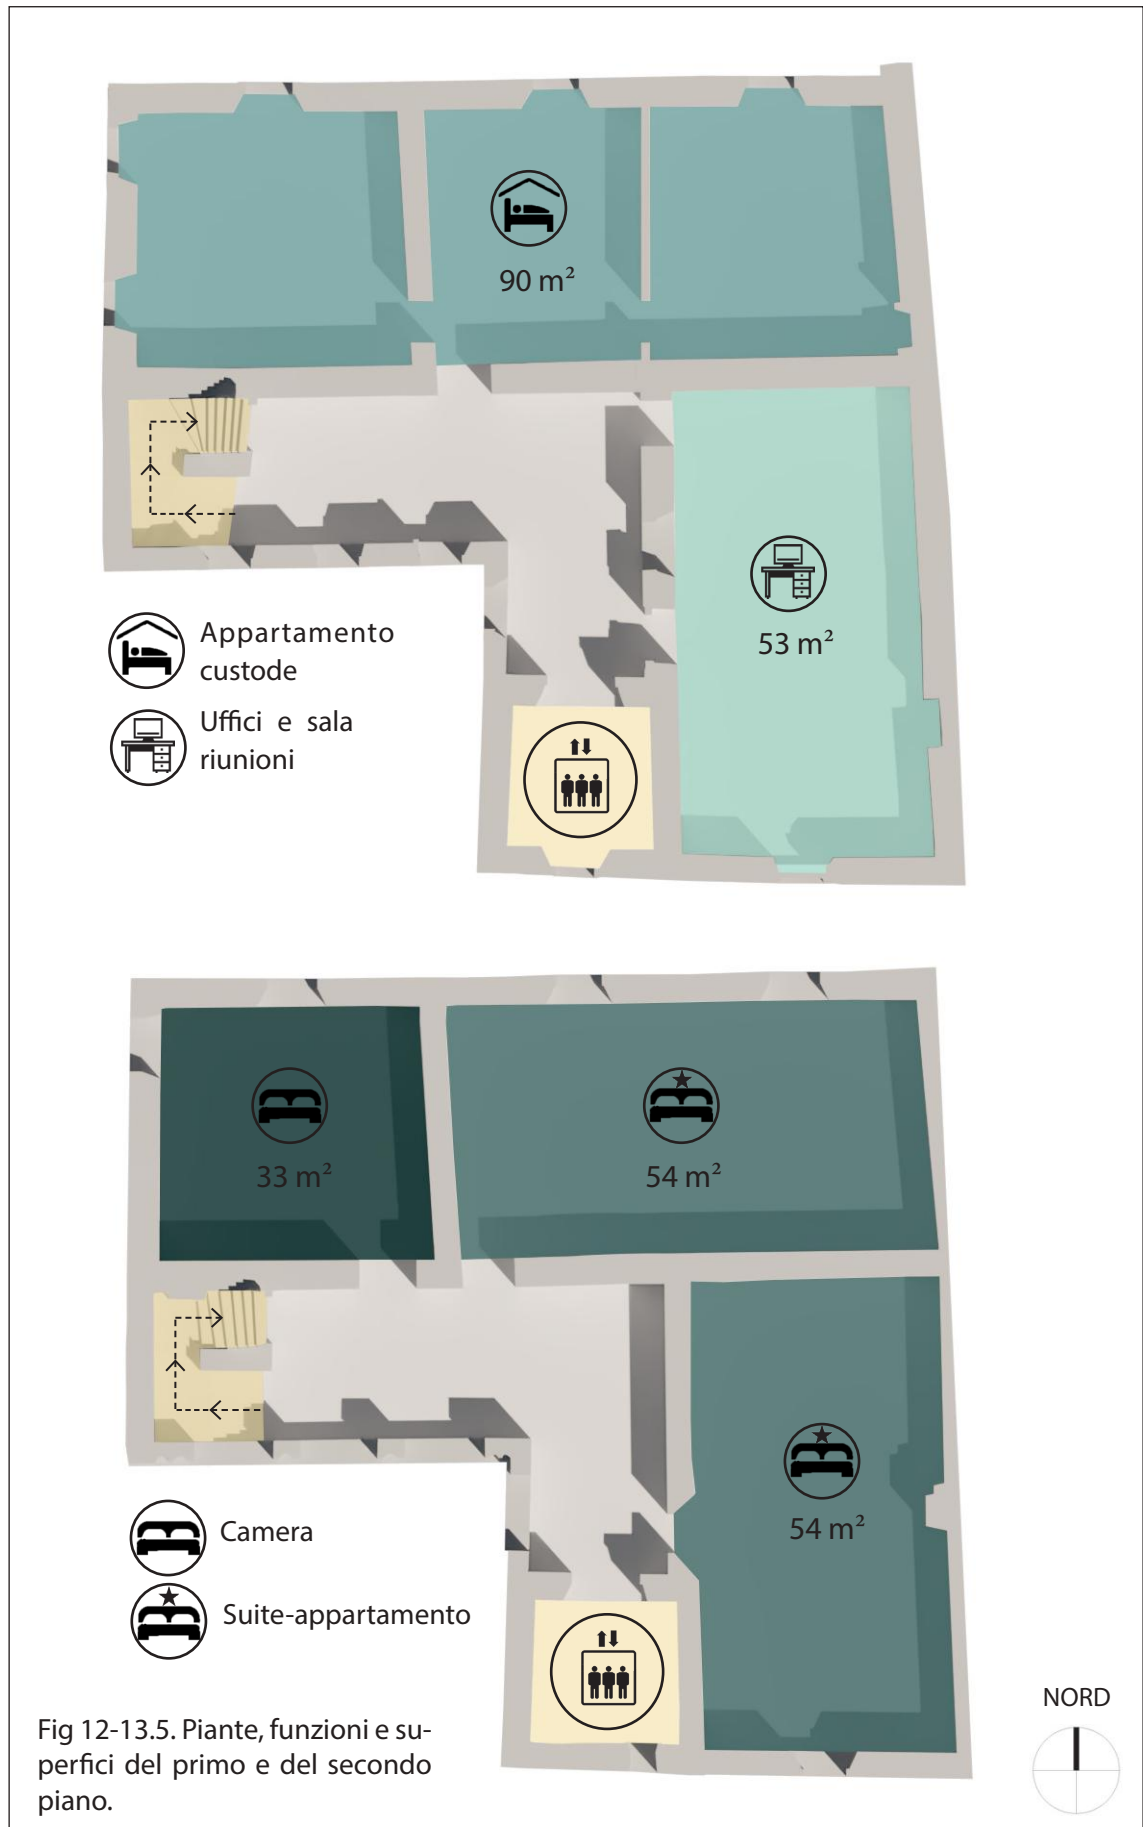 90 m²
53 m²
Appartamento
custode
Uffici e sala
riunioni
33 m²
54 m²
54 m²
Camera
Suite-appartamento
NORD
Fig 12-13.5. Piante, funzioni e su-
perfici del primo e del secondo
piano.